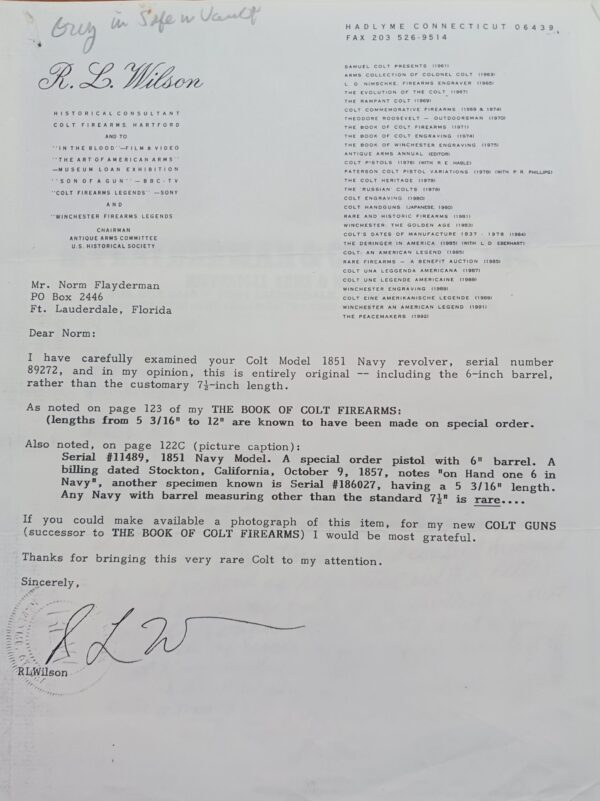 Orig in Safe in Vault
R. L. Wilson
HISTORICAL CONSULTANT
COLT FIREARMS, HARTFORD
AND TO
"IN THE BLOOD"—FILM & VIDEO
"THE ART OF AMERICAN ARMS"
—MUSEUM LOAN EXHIBITION
"SON OF A GUN"—BBC-TV
"COLT FIREARMS LEGENDS"—SONY
AND
"WINCHESTER FIREARMS LEGENDS
CHAIRMAN
ANTIQUE ARMS COMMITTEE
U.S. HISTORICAL SOCIETY
HADLYME CONNECTICUT 06439
FAX 203 526-9514
SAMUEL COLT PRESENTS (1961)
ARMS COLLECTION OF COLONEL COLT (1963)
L. D. NIMSCHKE, FIREARMS ENGRAVER (1965)
THE EVOLUTION OF THE COLT (1967)
THE RAMPANT COLT (1969)
COLT COMMEMORATIVE FIREARMS (1969 & 1974)
THEODORE ROOSEVELT — OUTDOORSMAN (1970)
THE BOOK OF COLT FIREARMS (1971)
THE BOOK OF COLT ENGRAVING (1974)
THE BOOK OF WINCHESTER ENGRAVING (1975)
ANTIQUE ARMS ANNUAL (EDITOR)
COLT PISTOLS (1976) (WITH R E HABLE)
PATERSON COLT PISTOL VARIATIONS (1979) (WITH P R. PHILLIPS)
THE COLT HERITAGE (1979)
THE 'RUSSIAN' COLTS (1979)
COLT ENGRAVING (1980)
COLT HANDGUNS (JAPANESE, 1980)
RARE AND HISTORIC FIREARMS (1981)
WINCHESTER, THE GOLDEN AGE (1983)
COLT'S DATES OF MANUFACTURE 1837 - 1978 (1984)
THE DERINGER IN AMERICA (1985) (WITH L D EBERHART)
COLT: AN AMERICAN LEGEND (1985)
RARE FIREARMS — A BENEFIT AUCTION (1985)
COLT UNA LEGGENDA AMERICANA (1987)
COLT UNE LEGENDE AMERICAINE (1988)
WINCHESTER ENGRAVING (1989)
COLT EINE AMERIKANISCHE LEGENDE (1989)
WINCHESTER AN AMERICAN LEGEND (1991)
THE PEACEMAKERS (1992)
Mr. Norm Flayderman
PO Box 2446
Ft. Lauderdale, Florida
Dear Norm:
I have carefully examined your Colt Model 1851 Navy revolver, serial number
89272, and in my opinion, this is entirely original -- including the 6-inch barrel,
rather than the customary 7½-inch length.
As noted on page 123 of my THE BOOK OF COLT FIREARMS:
(lengths from 5 3/16" to 12" are known to have been made on special order.
Also noted, on page 122C (picture caption):
Serial #11489, 1851 Navy Model. A special order pistol with 6" barrel. A
billing dated Stockton, California, October 9, 1857, notes "on Hand one 6 in
Navy", another specimen known is Serial #186027, having a 5 3/16" length.
Any Navy with barrel measuring other than the standard 7½" is rare....
If you could make available a photograph of this item, for my new COLT GUNS
(successor to THE BOOK OF COLT FIREARMS) I would be most grateful.
Thanks for bringing this very rare Colt to my attention.
Sincerely,
R L W
RLWilson